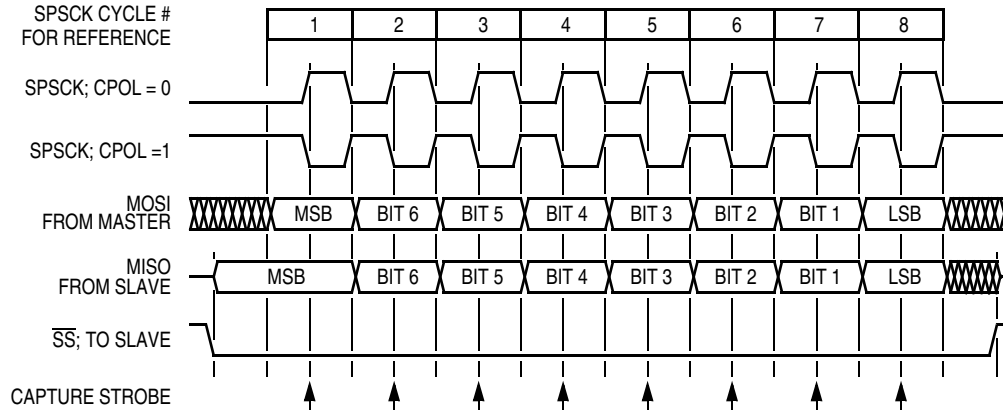 SPSCK CYCLE #
FOR REFERENCE
1 2 3 4 5 6 7 8
SPSCK; CPOL = 0
SPSCK; CPOL =1
MOSI
FROM MASTER
MSB BIT 6 BIT 5 BIT 4 BIT 3 BIT 2 BIT 1 LSB
MISO
FROM SLAVE
MSB BIT 6 BIT 5 BIT 4 BIT 3 BIT 2 BIT 1 LSB
SS; TO SLAVE
CAPTURE STROBE